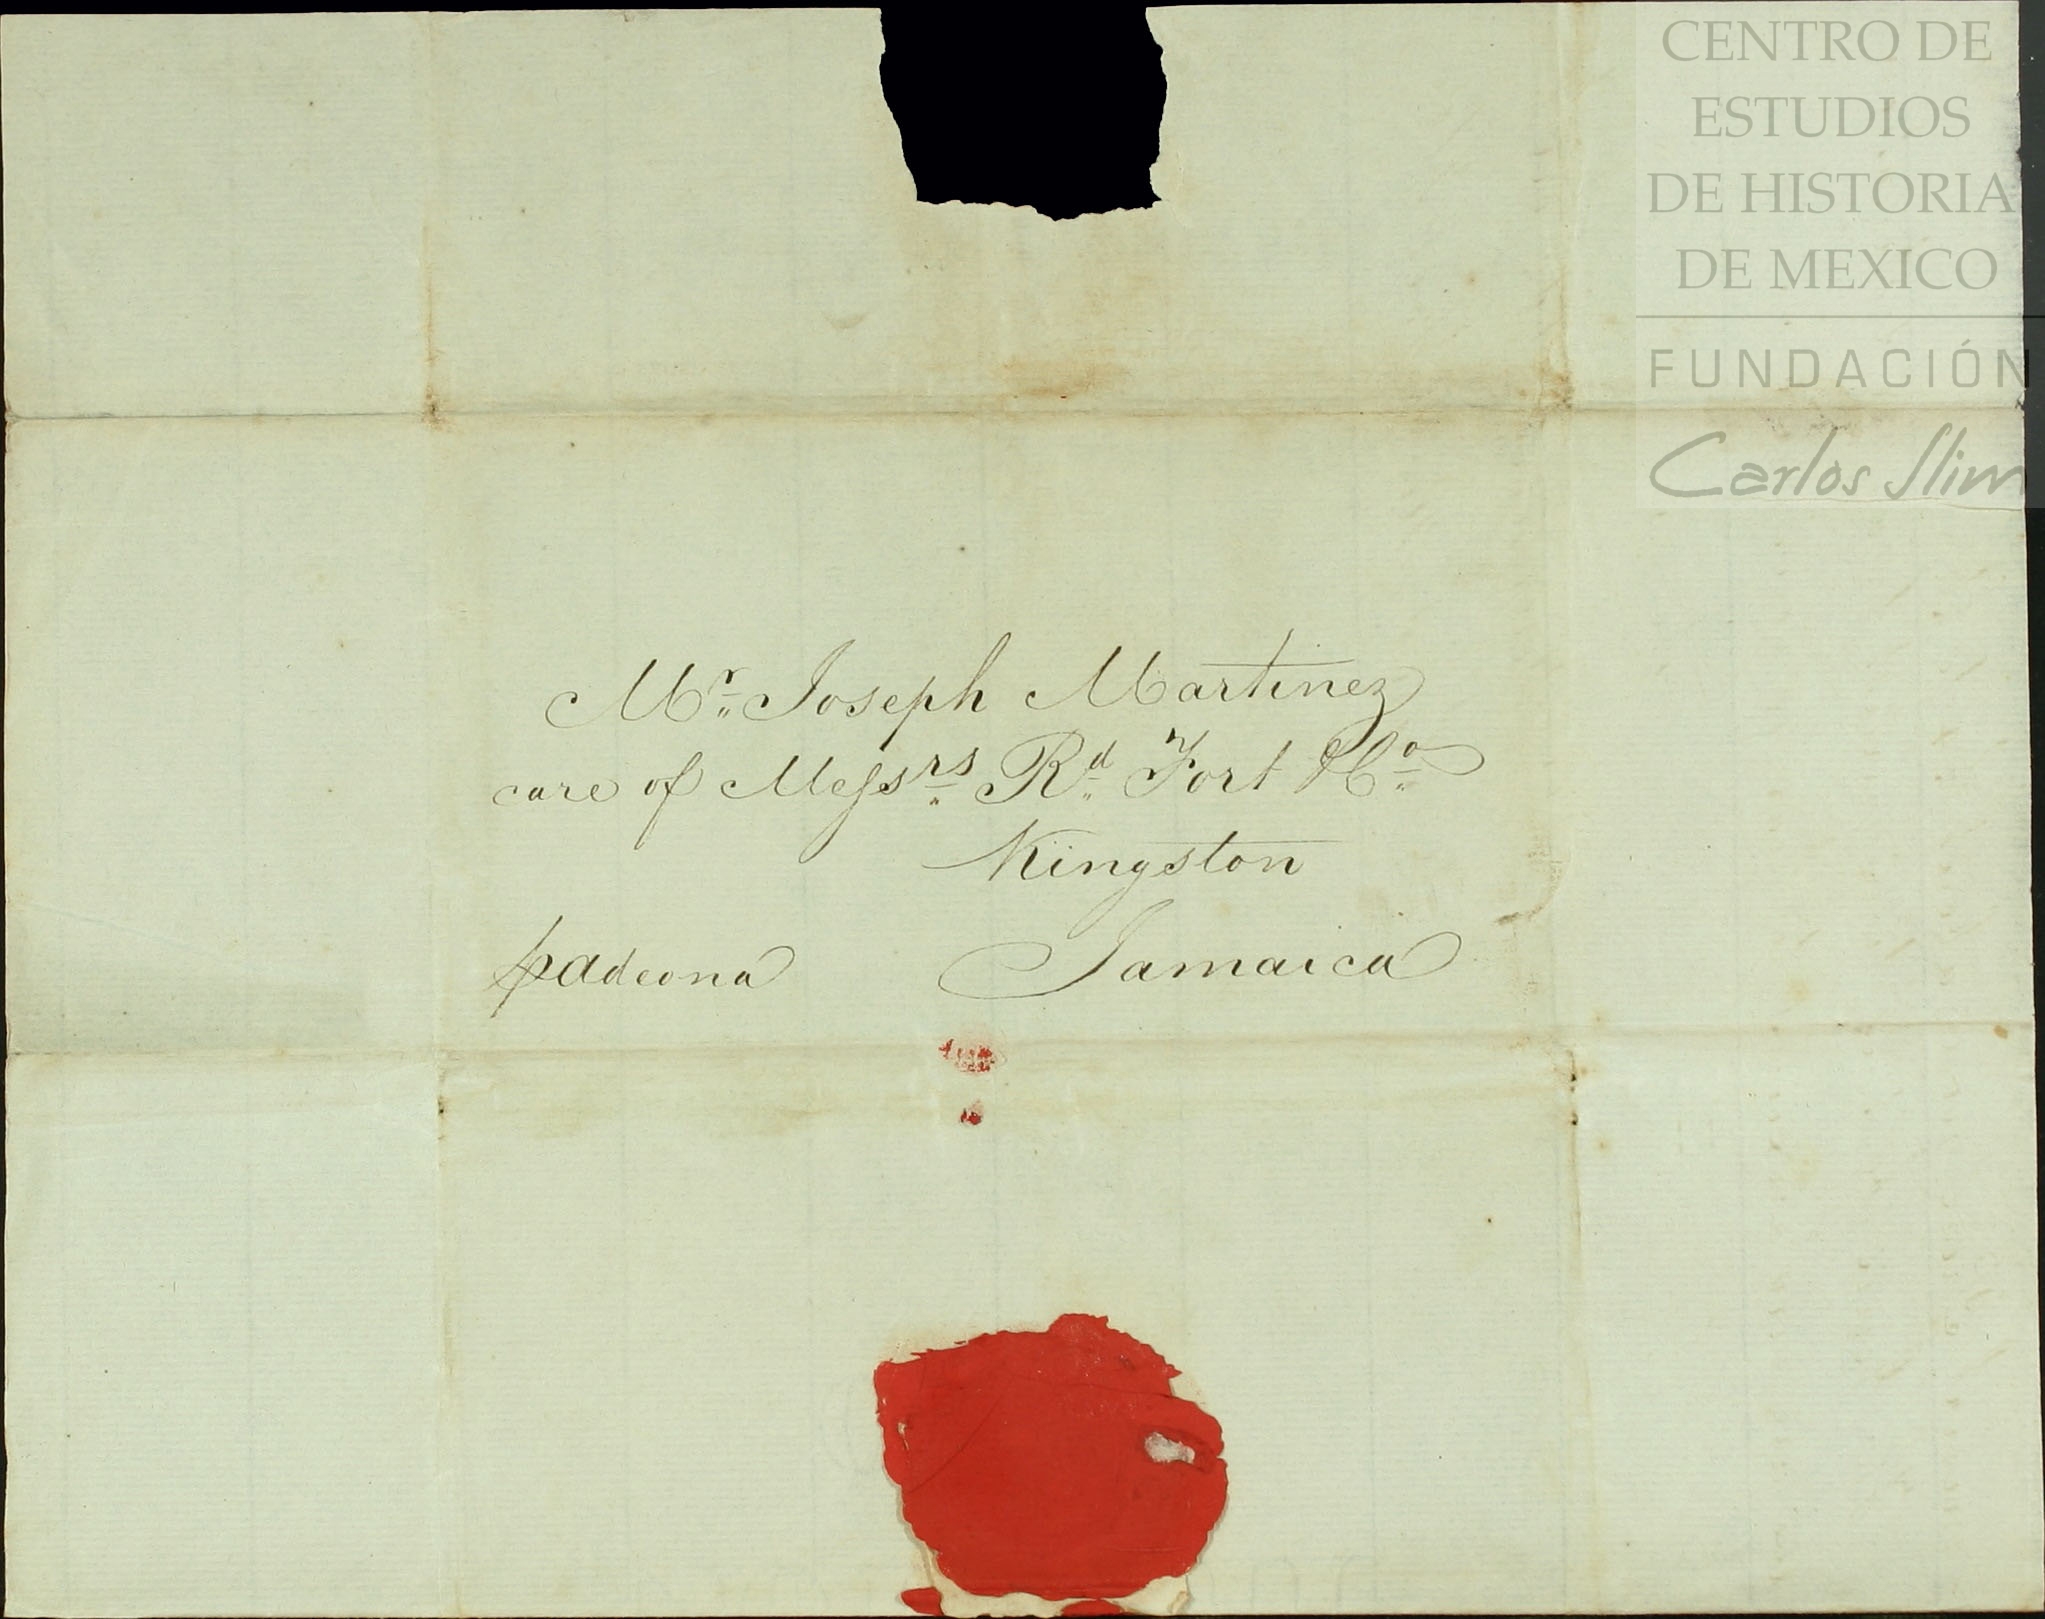 CENTRO DE
ESTUDIOS
DE HISTORIA
DE MEXICO
FUNDACIÓN
Carlos Slim
Mr. Joseph Martinez
care of Messrs. Rd. Fort & Co.
Kingston
Jamaica
p Adeona